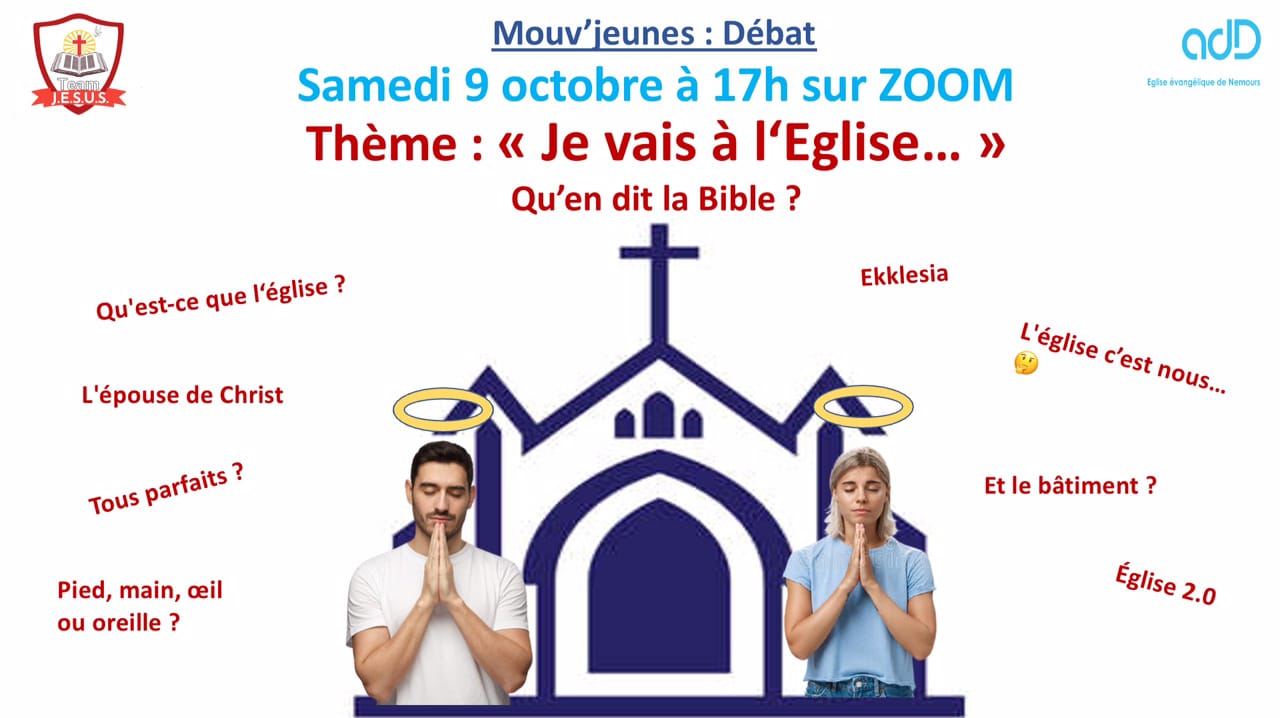 Mouv’jeunes : Débat
Samedi 9 octobre à 17h sur ZOOM
Thème : « Je vais à l‘Eglise… »
Qu’en dit la Bible ?
Team
J.E.S.U.S.
add
Eglise évangélique de Nemours
Qu'est-ce que l‘église ?
L'épouse de Christ
Tous parfaits ?
Pied, main, œil
ou oreille ?
Ekklesia
L'église c’est nous…
Et le bâtiment ?
Église 2.0